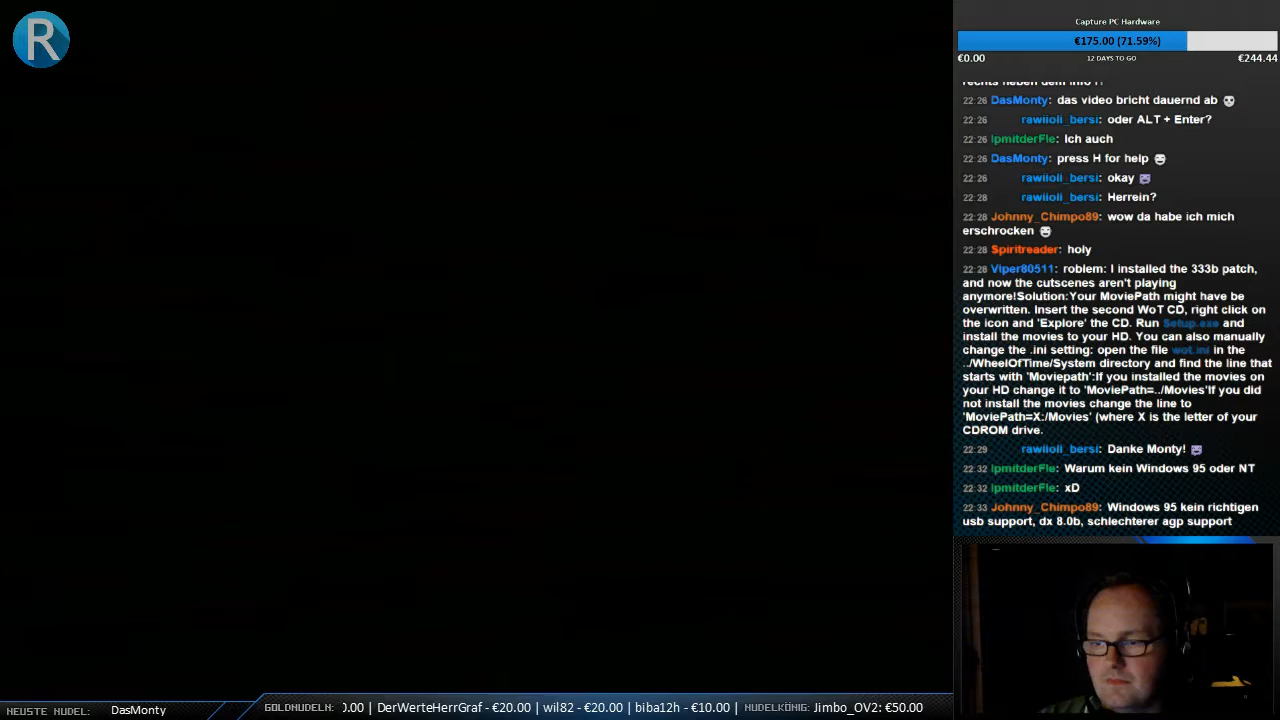 R
Capture PC Hardware
€175.00 (71.59%)
€0.00
12 DAYS TO GO
€244.44
22:26 DasMonty: das video bricht dauernd ab
22:26 rawiioli_bersi: oder ALT + Enter?
22:26 lpmitderFle: Ich auch
22:26 DasMonty: press H for help
22:26 rawiioli_bersi: okay
22:28 rawiioli_bersi: Herrein?
22:28 Johnny_Chimpo89: wow da habe ich mich
erschrocken
22:28 Spiritreader: holy
22:28 Viper80511: roblem: I installed the 333b patch,
and now the cutscenes aren't playing
anymore!Solution:Your MoviePath might have be
overwritten. Insert the second WoT CD, right click on
the icon and 'Explore' the CD. Run Setup.exe and
install the movies to your HD. You can also manually
change the .ini setting: open the file wot.ini in the
../WheelOfTime/System directory and find the line that
starts with 'Moviepath':If you installed the movies on
your HD change it to 'MoviePath=../Movies'If you did
not install the movies change the line to
'MoviePath=X:/Movies' (where X is the letter of your
CDROM drive.
22:29 rawiioli_bersi: Danke Monty!
22:32 lpmitderFle: Warum kein Windows 95 oder NT
22:32 lpmitderFle: xD
22:33 Johnny_Chimpo89: Windows 95 kein richtigen
usb support, dx 8.0b, schlechterer agp support
NEUSTE NUDEL: DasMonty
GOLDNUDELN: 0.00 | DerWerteHerrGraf - €20.00 | wil82 - €20.00 | biba12h - €10.00 | NUDELKÖNIG: Jimbo_OV2: €50.00